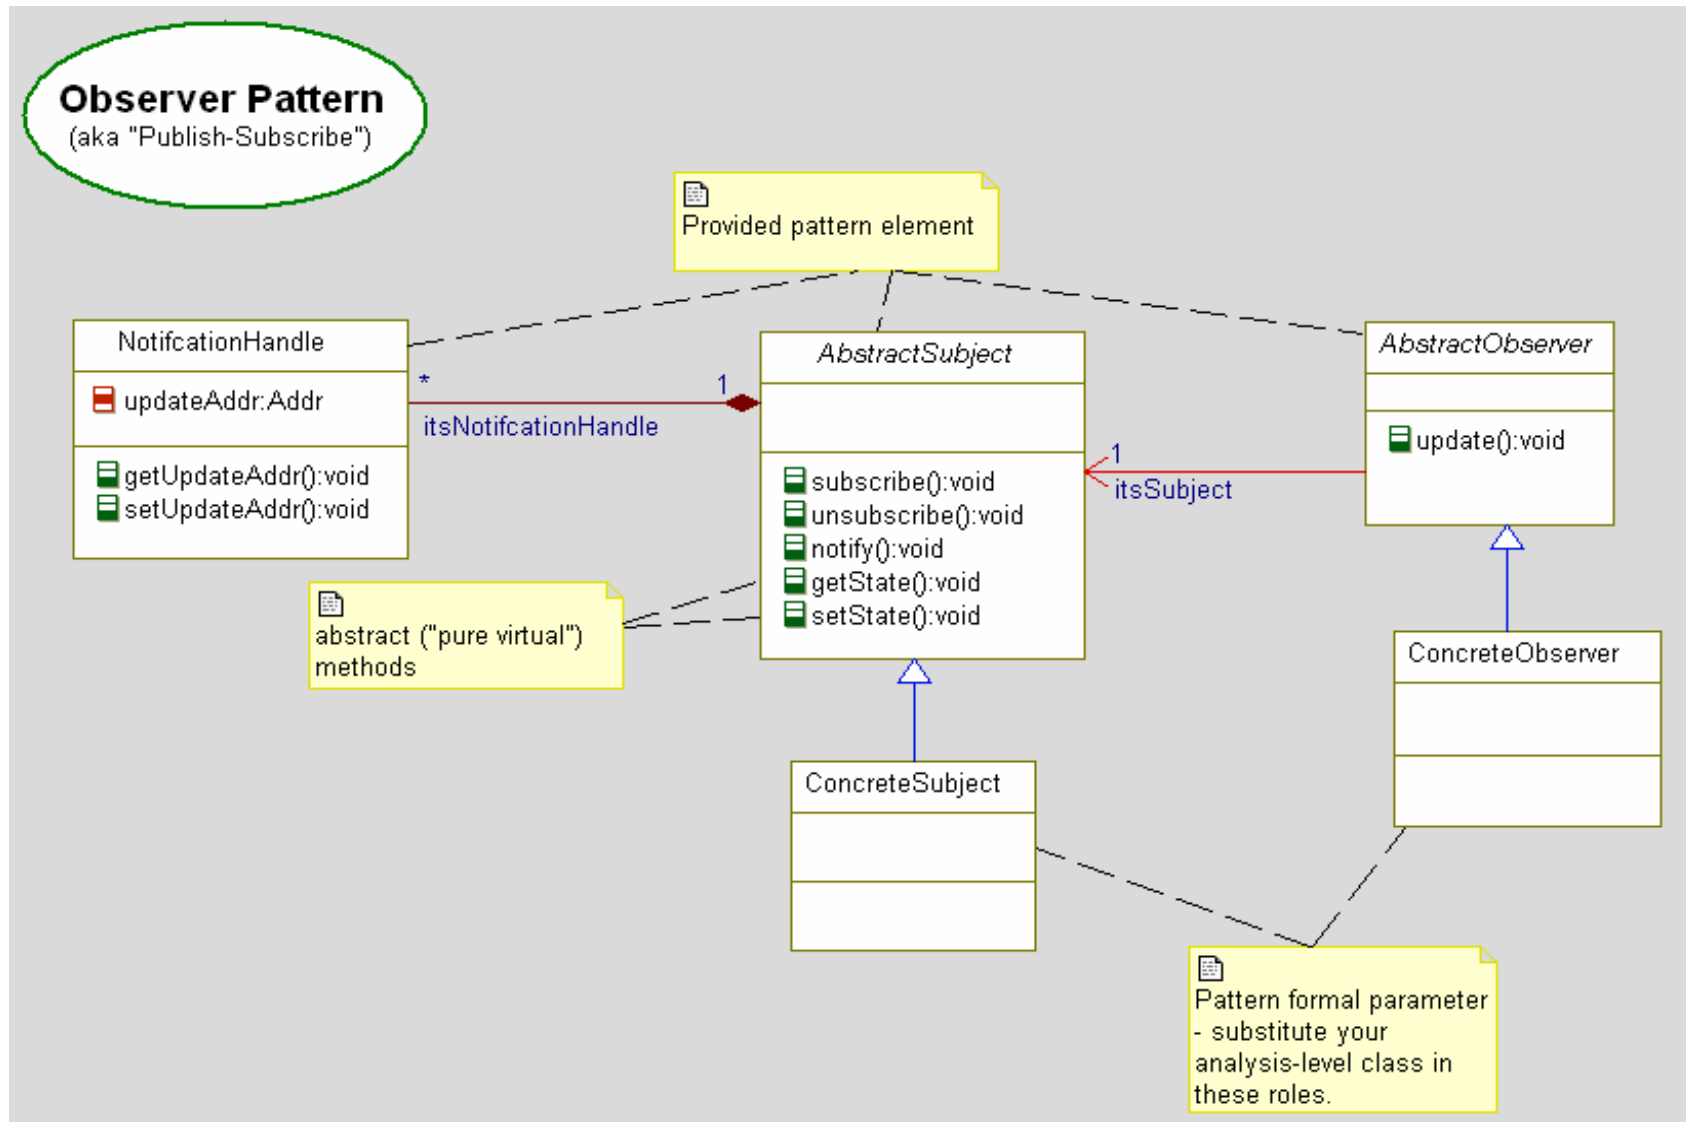 Observer Pattern
(aka "Publish-Subscribe")
Provided pattern element
NotifcationHandle
updateAddr:Addr
getUpdateAddr():void
setUpdateAddr():void
*
1
itsNotifcationHandle
AbstractSubject
subscribe():void
unsubscribe():void
notify():void
getState():void
setState():void
AbstractObserver
update():void
1
itsSubject
abstract ("pure virtual")
methods
ConcreteObserver
ConcreteSubject
Pattern formal parameter
- substitute your
analysis-level class in
these roles.